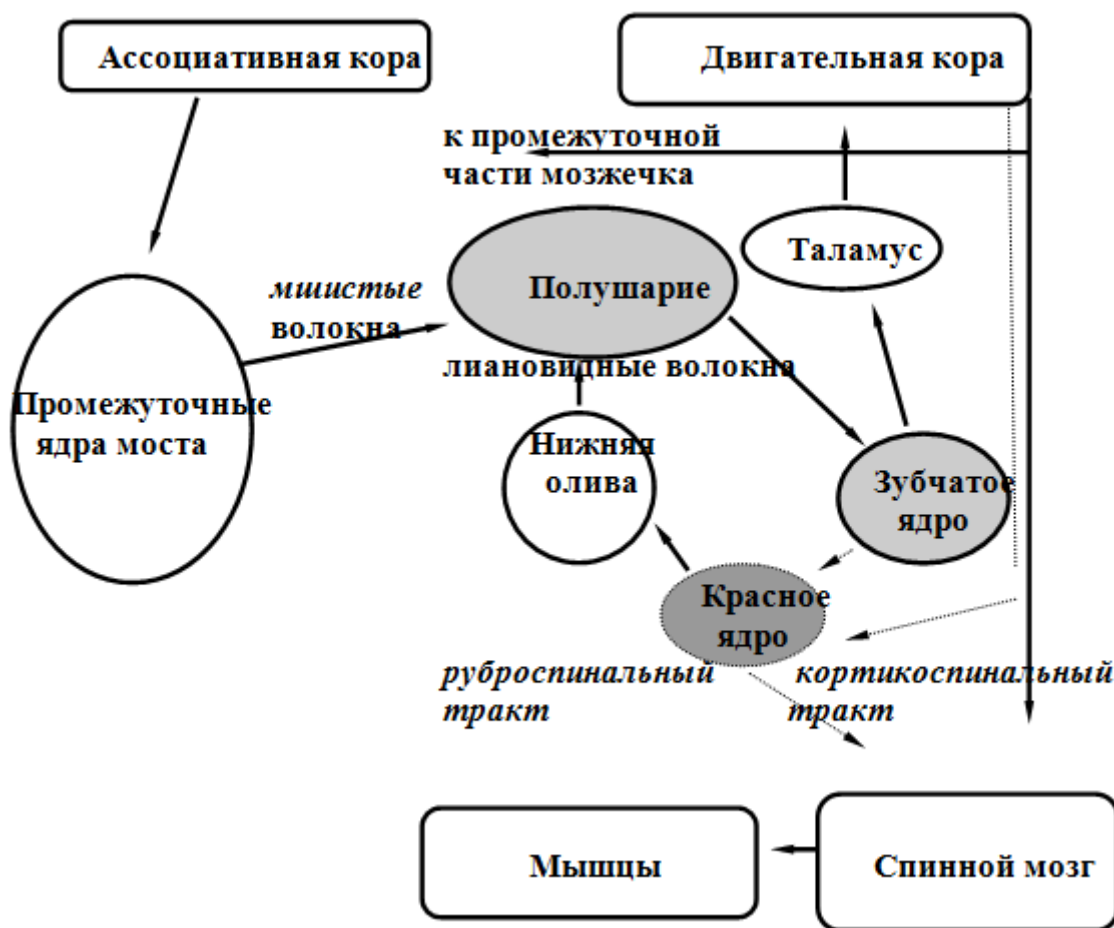 Ассоциативная кора
Двигательная кора
к промежуточной
части мозжечка
Таламус
мшистые
волокна
Полушарие
лиановидные волокна
Промежуточные
ядра моста
Нижняя
олива
Зубчатое
ядро
Красное
ядро
руброспинальный
тракт
кортикоспинальный
тракт
Мышцы
Спинной мозг